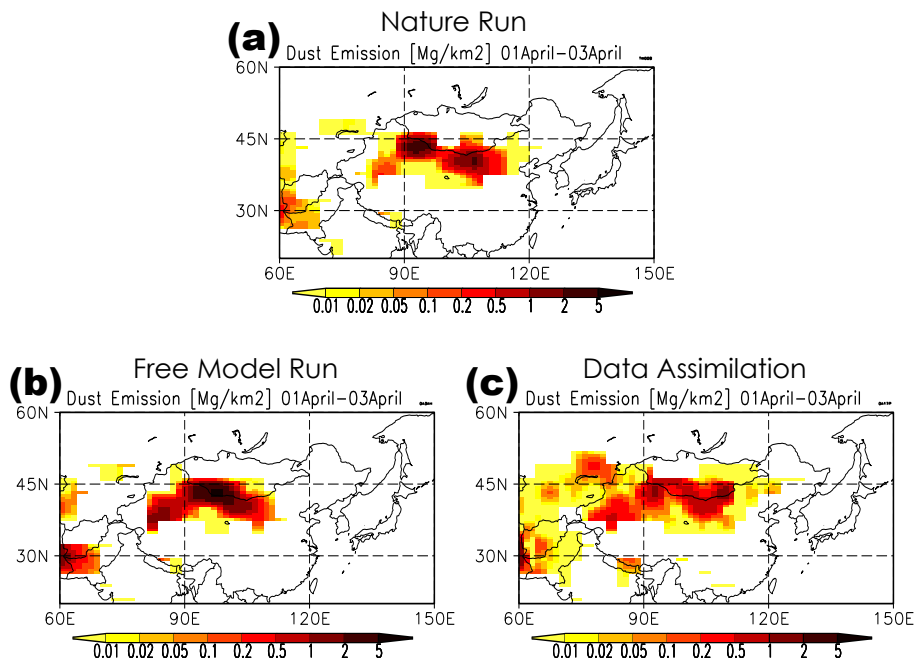 Nature Run
(a)
Dust Emission [Mg/km2] 01April-03April
60N
45N
30N
60E 90E 120E 150E
0.01 0.02 0.05 0.1 0.2 0.5 1 2 5
Free Model Run
(b)
Dust Emission [Mg/km2] 01April-03April
60N
45N
30N
60E 90E 120E 150E
0.01 0.02 0.05 0.1 0.2 0.5 1 2 5
Data Assimilation
(c)
Dust Emission [Mg/km2] 01April-03April
60N
45N
30N
60E 90E 120E 150E
0.01 0.02 0.05 0.1 0.2 0.5 1 2 5